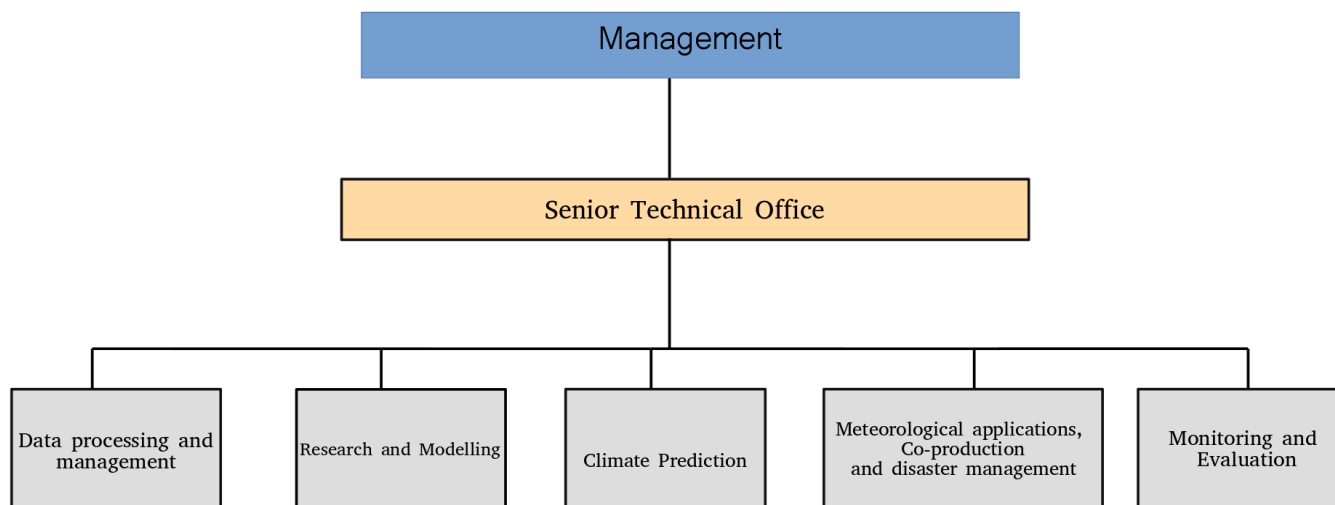 Management
Senior Technical Office
Data processing and
management
Research and Modelling
Climate Prediction
Meteorological applications,
Co-production
and disaster management
Monitoring and
Evaluation